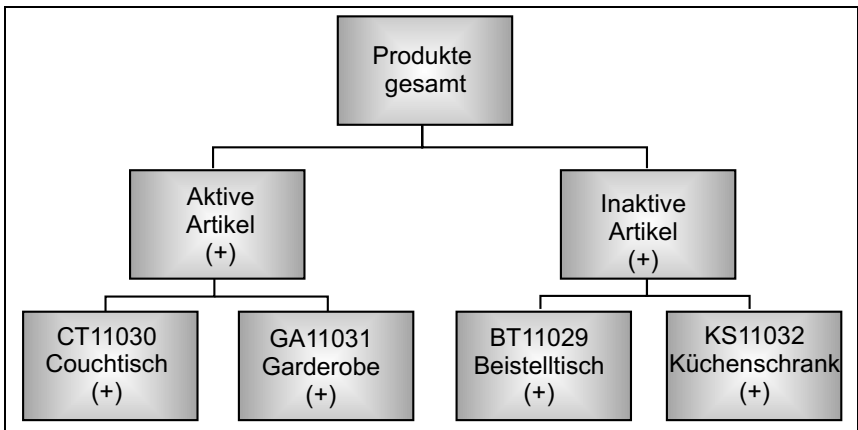 Produkte
gesamt
Aktive
Artikel
(+)
Inaktive
Artikel
(+)
CT11030
Couchtisch
(+)
GA11031
Garderobe
(+)
BT11029
Beistelltisch
(+)
KS11032
Küchenschrank
(+)